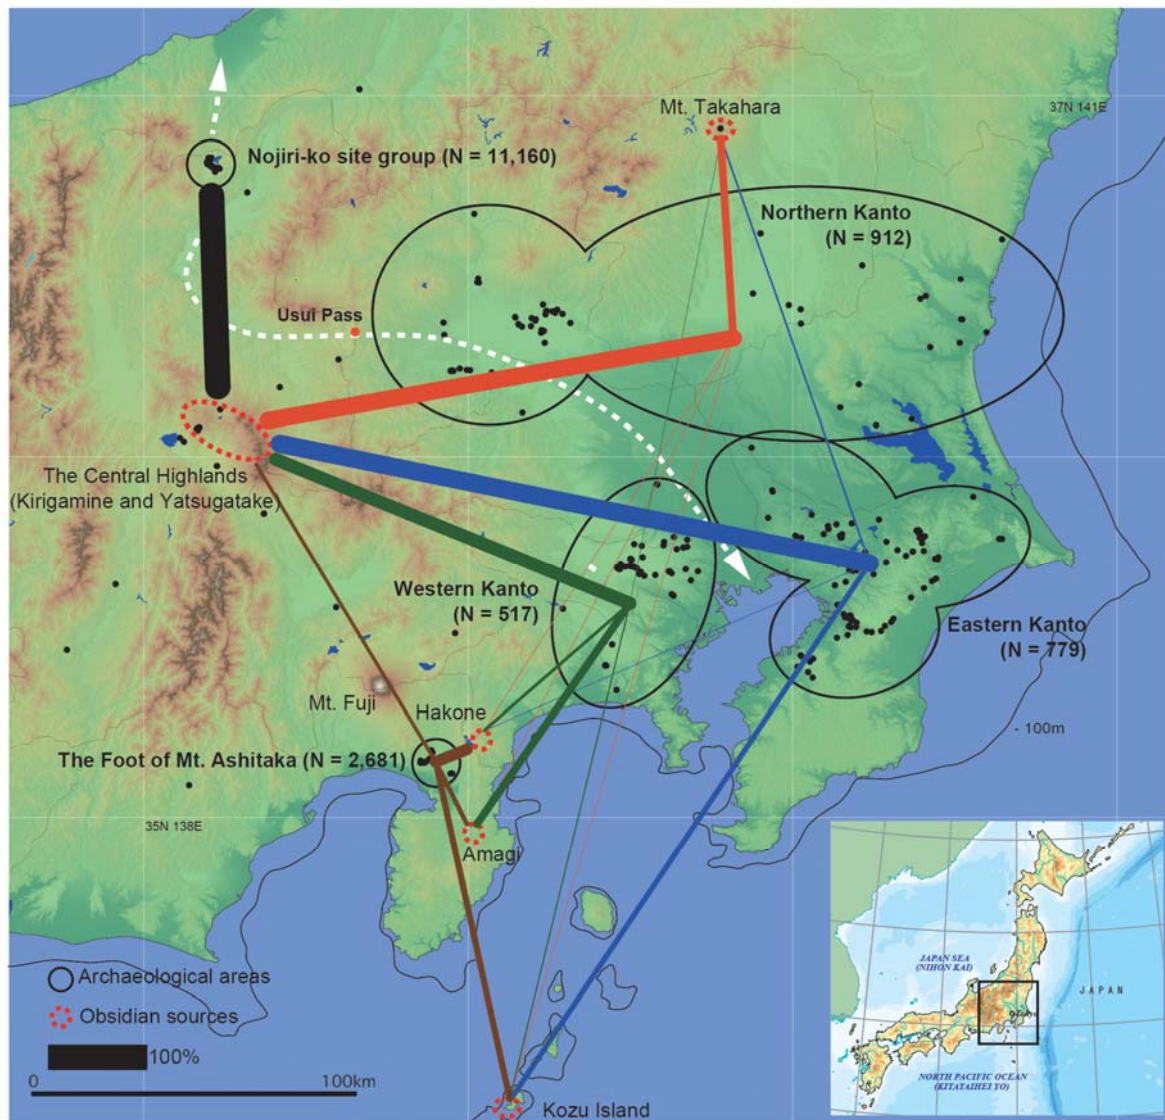 Mt. Takahara
37N 141E
Nojiri-ko site group (N = 11,160)
Northern Kanto
(N = 912)
Usui Pass
The Central Highlands
(Kirigamine and Yatsugatake)
Western Kanto
(N = 517)
Eastern Kanto
(N = 779)
Mt. Fuji
Hakone
- 100m
The Foot of Mt. Ashitaka (N = 2,681)
35N 138E
Amagi
Archaeological areas
Obsidian sources
100%
0
100km
Kozu Island
JAPAN SEA
(NIHON KAI)
JAPAN
NORTH PACIFIC OCEAN
(KITATAIHEI YO)